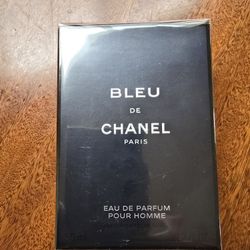 BLEU
DE
CHANEL
PARIS
EAU DE PARFUM
POUR HOMME